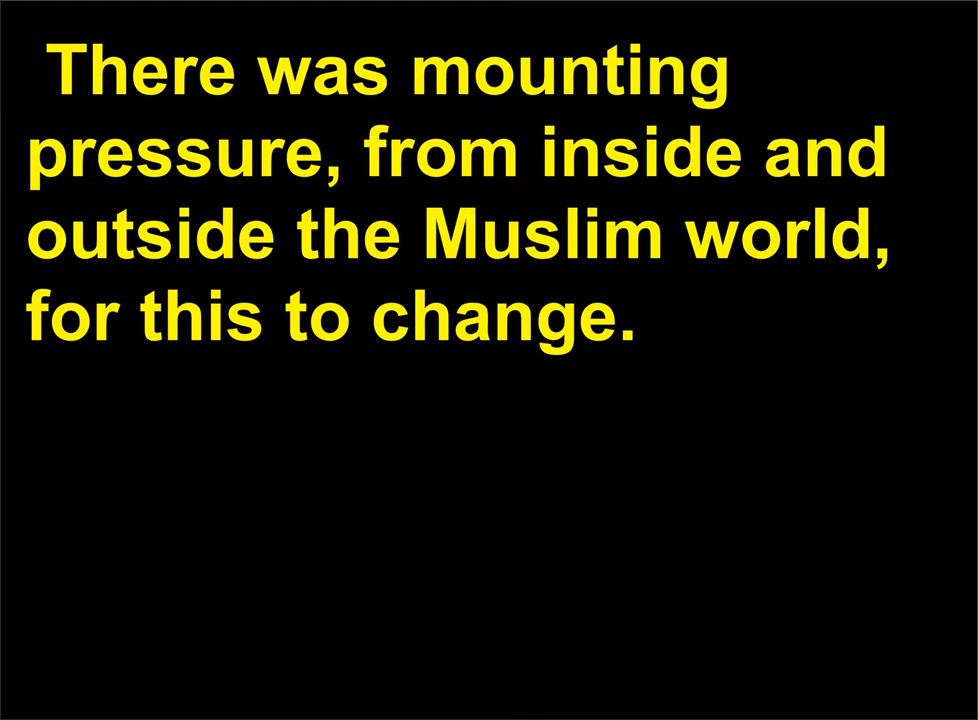 There was mounting
pressure, from inside and
outside the Muslim world,
for this to change.